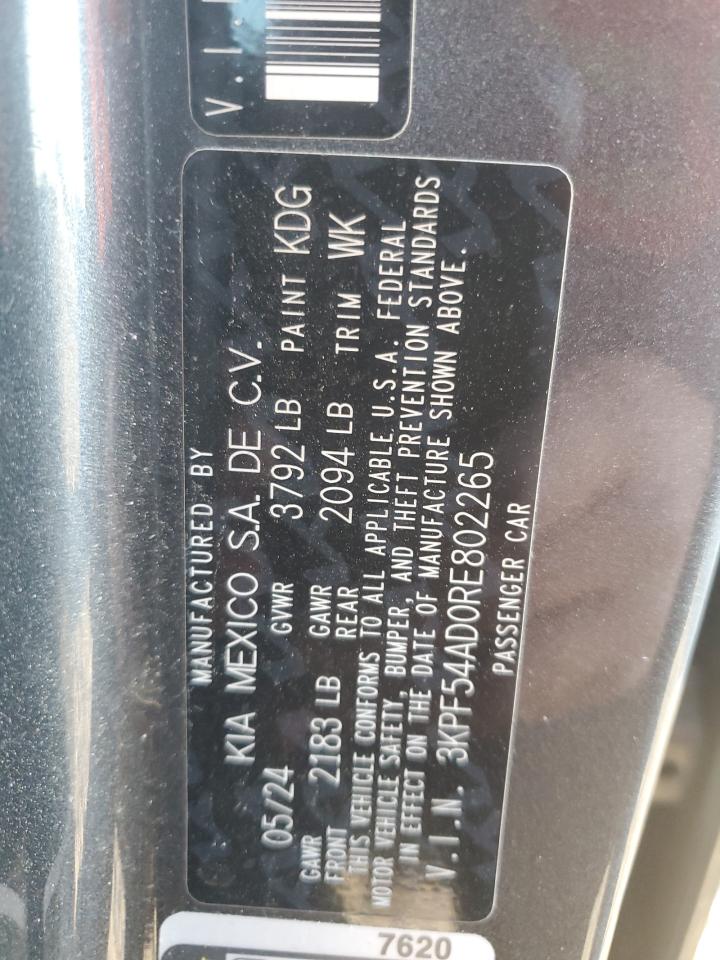 V.I.
MANUFACTURED BY
KIA MEXICO S.A. DE C.V.
05/24 GVWR 3792 LB PAINT KDG
GAWR FRONT 2183 LB GAWR REAR 2094 LB TRIM WK
THIS VEHICLE CONFORMS TO ALL APPLICABLE U.S.A. FEDERAL
MOTOR VEHICLE SAFETY, BUMPER, AND THEFT PREVENTION STANDARDS
IN EFFECT ON THE DATE OF MANUFACTURE SHOWN ABOVE.
V.I.N. 3KPF54AD0RE802265
PASSENGER CAR
7620